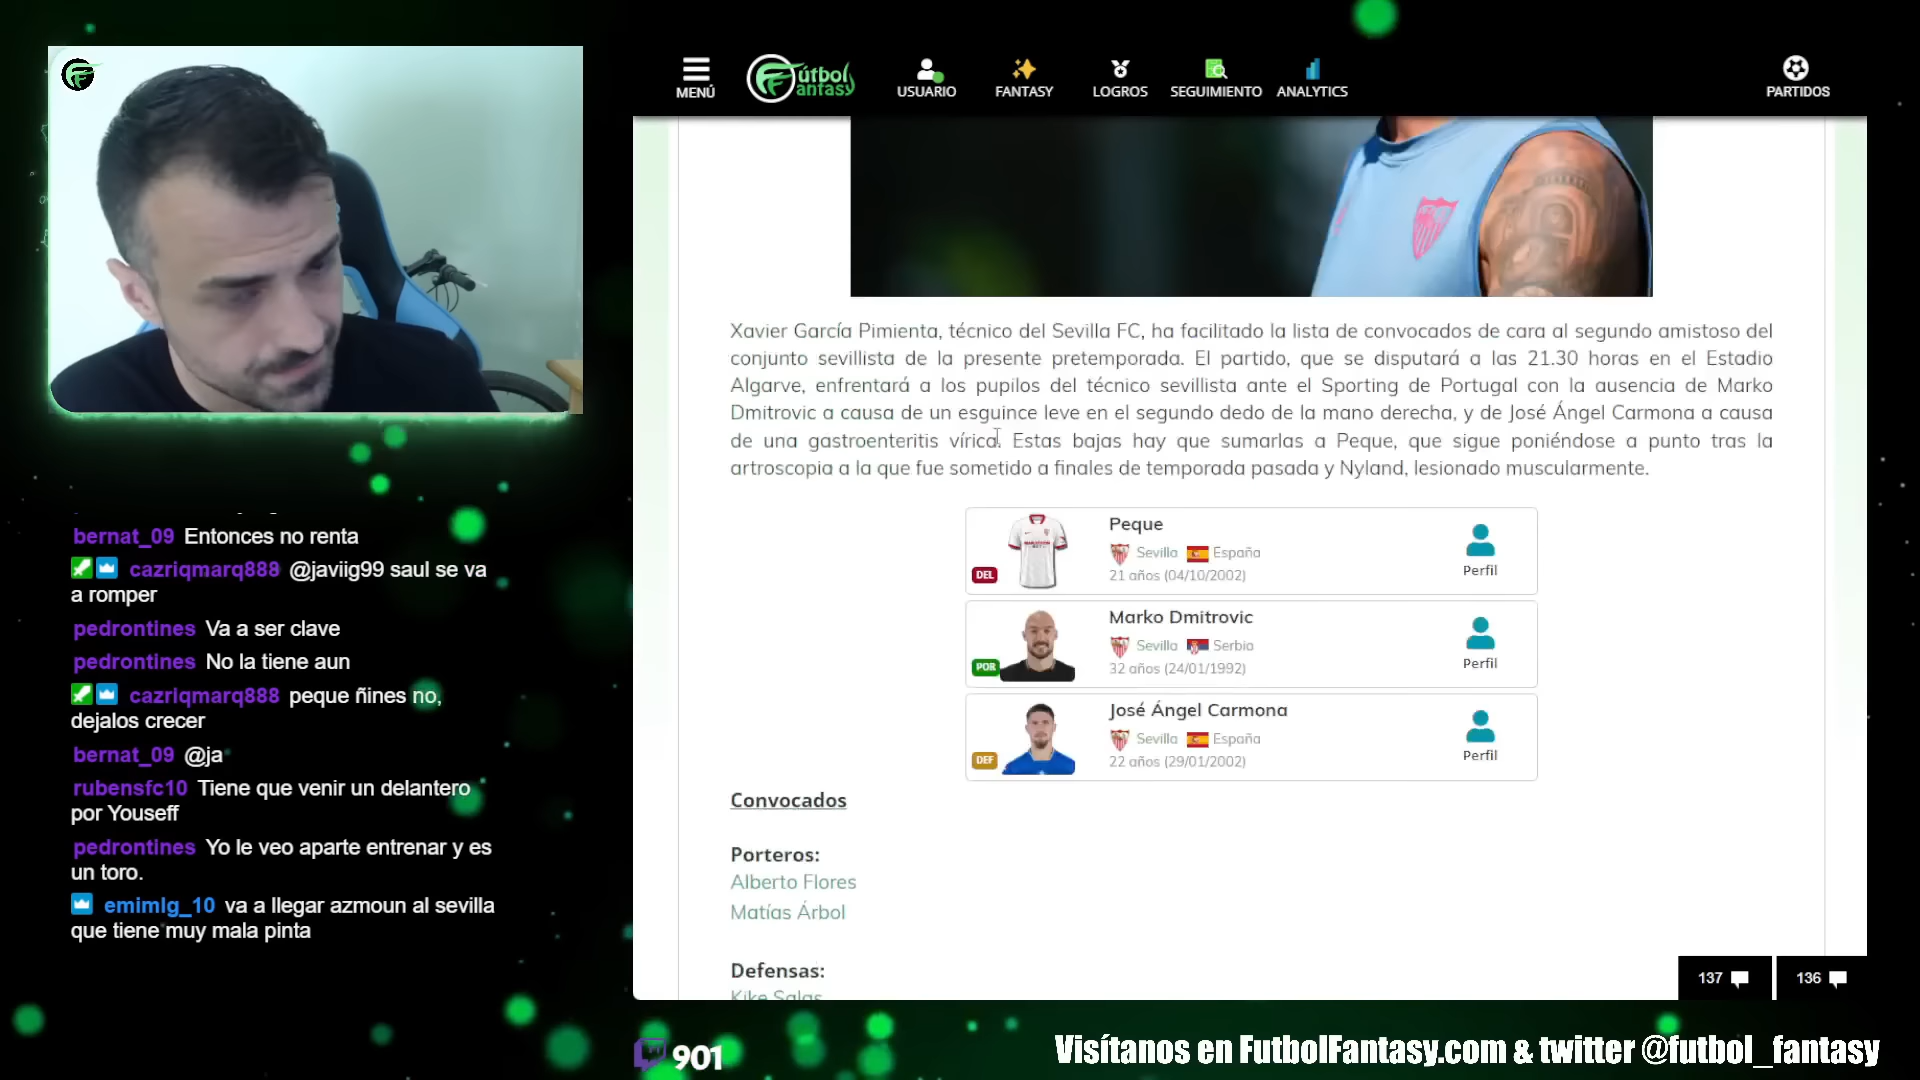 MENÚ
Fútbol
Fantasy
USUARIO
FANTASY
LOGROS
SEGUIMIENTO
ANALYTICS
PARTIDOS
Xavier García Pimienta, técnico del Sevilla FC, ha facilitado la lista de convocados de cara al segundo amistoso del
conjunto sevillista de la presente pretemporada. El partido, que se disputará a las 21.30 horas en el Estadio
Algarve, enfrentará a los pupilos del técnico sevillista ante el Sporting de Portugal con la ausencia de Marko
Dmitrovic a causa de un esguince leve en el segundo dedo de la mano derecha, y de José Ángel Carmona a causa
de una gastroenteritis vírica. Estas bajas hay que sumarlas a Peque, que sigue poniéndose a punto tras la
artroscopia a la que fue sometido a finales de temporada pasada y Nyland, lesionado muscularmente.
DEL
Peque
Sevilla España
21 años (04/10/2002)
Perfil
POR
Marko Dmitrovic
Sevilla Serbia
32 años (24/01/1992)
Perfil
DEF
José Ángel Carmona
Sevilla España
22 años (29/01/2002)
Perfil
Convocados
Porteros:
Alberto Flores
Matías Árbol
Defensas:
Kike Salas
137
136
bernat_09 Entonces no renta
cazriqmarq888 @javiig99 saul se va
a romper
pedrontines Va a ser clave
pedrontines No la tiene aun
cazriqmarq888 peque ñines no,
dejalos crecer
bernat_09 @ja
rubensfc10 Tiene que venir un delantero
por Youseff
pedrontines Yo le veo aparte entrenar y es
un toro.
emimlg_10 va a llegar azmoun al sevilla
que tiene muy mala pinta
901
Visítanos en FutbolFantasy.com & twitter @futbol_fantasy